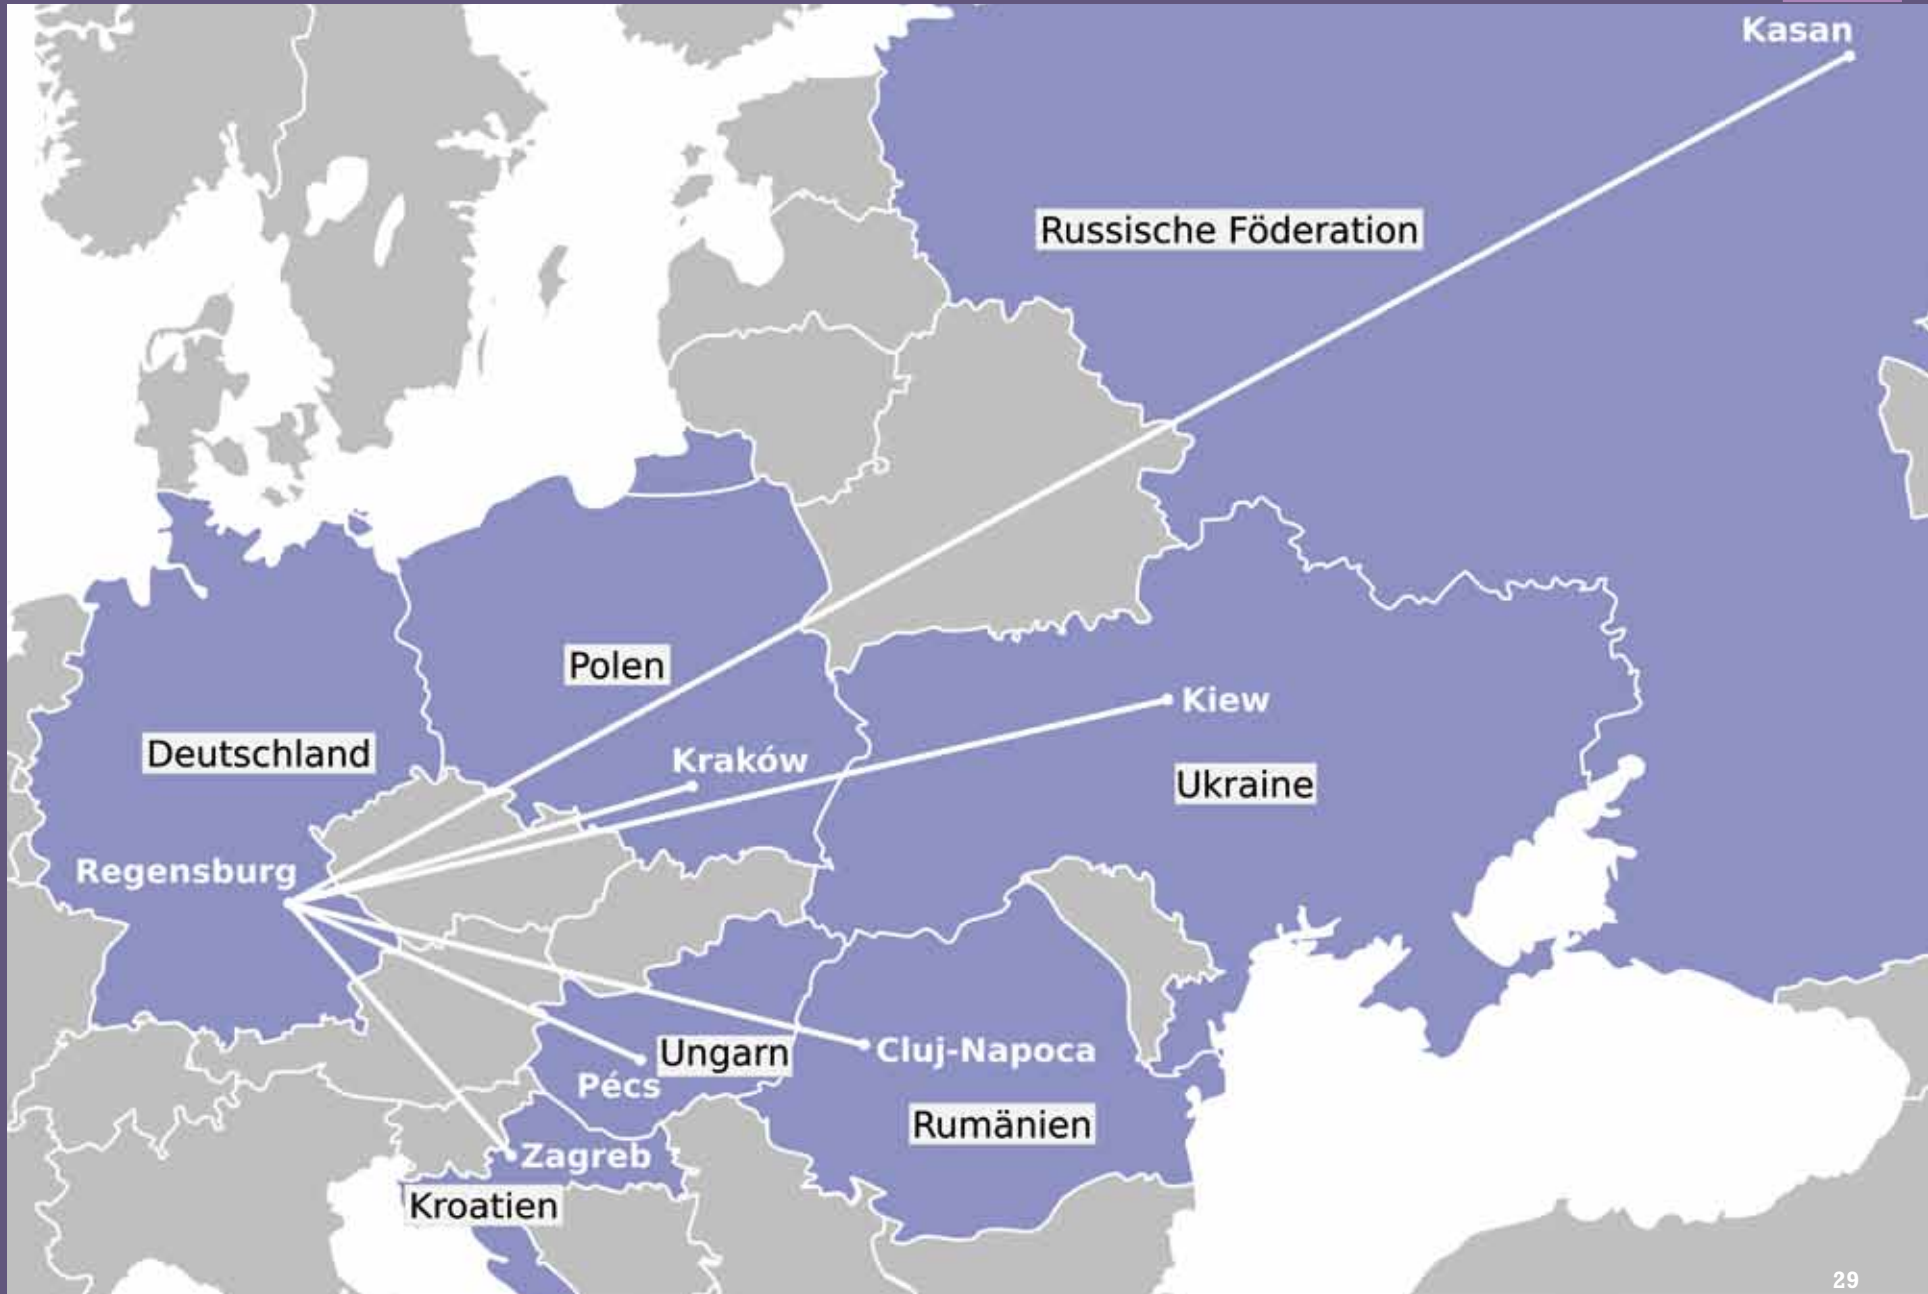 Kasan
Russische Föderation
Polen
Kiew
Deutschland
Kraków
Ukraine
Regensburg
Ungarn
Cluj-Napoca
Pécs
Rumänien
Zagreb
Kroatien
29